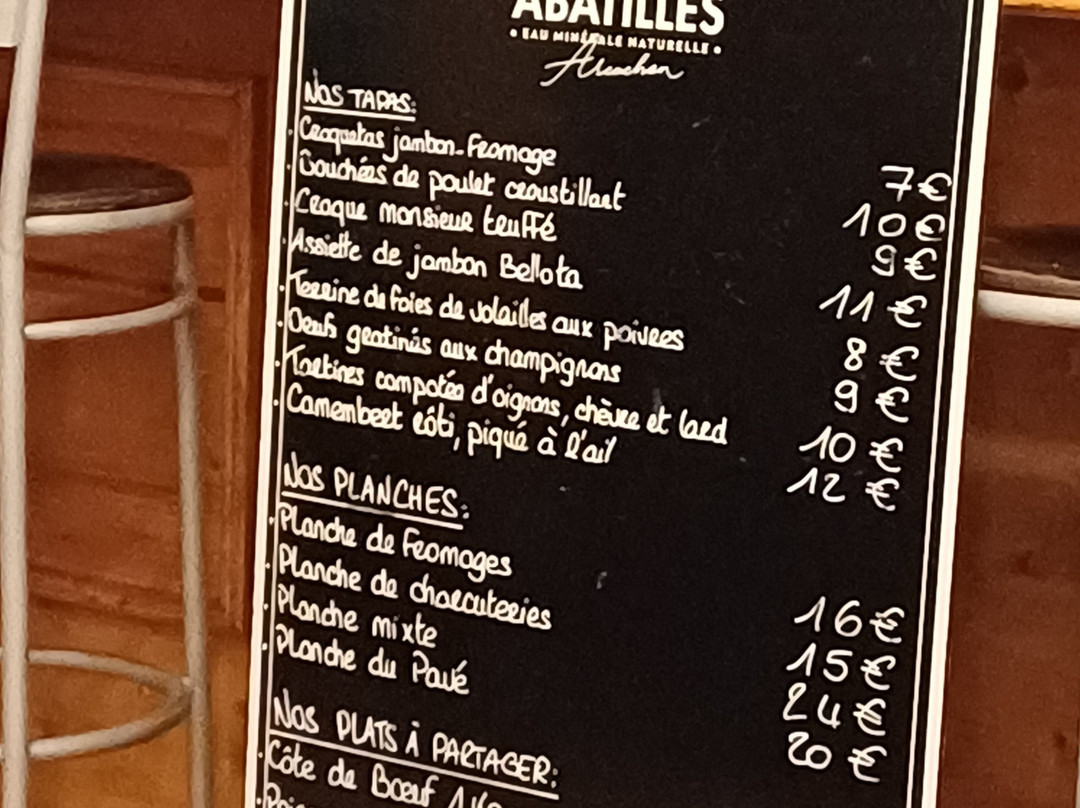 ABATILLES
• EAU MINÉRALE NATURELLE •
Arcachon
NOS TAPAS:
. Croquetas jambon-fromage 7€
. Bouchées de poulet croustillant 10€
. Croque monsieur truffé 9€
. Assiette de jambon Bellota 11€
. Terrine de foies de volailles aux poivres 8€
. Oeufs gratinés aux champignons 9€
. Tartines compotée d'oignons, chèvre et lard 10€
. Camembert rôti, piqué à l'ail 12€
NOS PLANCHES:
. Planche de fromages 16€
. Planche de charcuteries 15€
. Planche mixte 24€
. Planche du Pavé 20€
NOS PLATS À PARTAGER:
. Côte de Bœuf